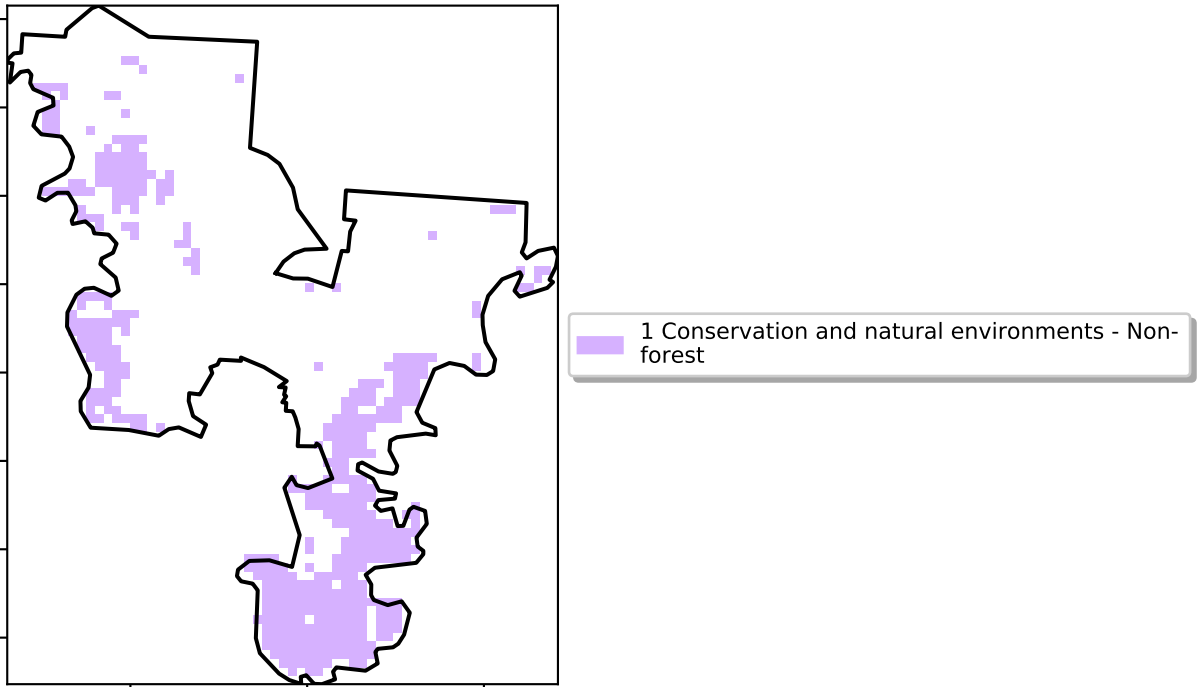 1 Conservation and natural environments - Non-
forest